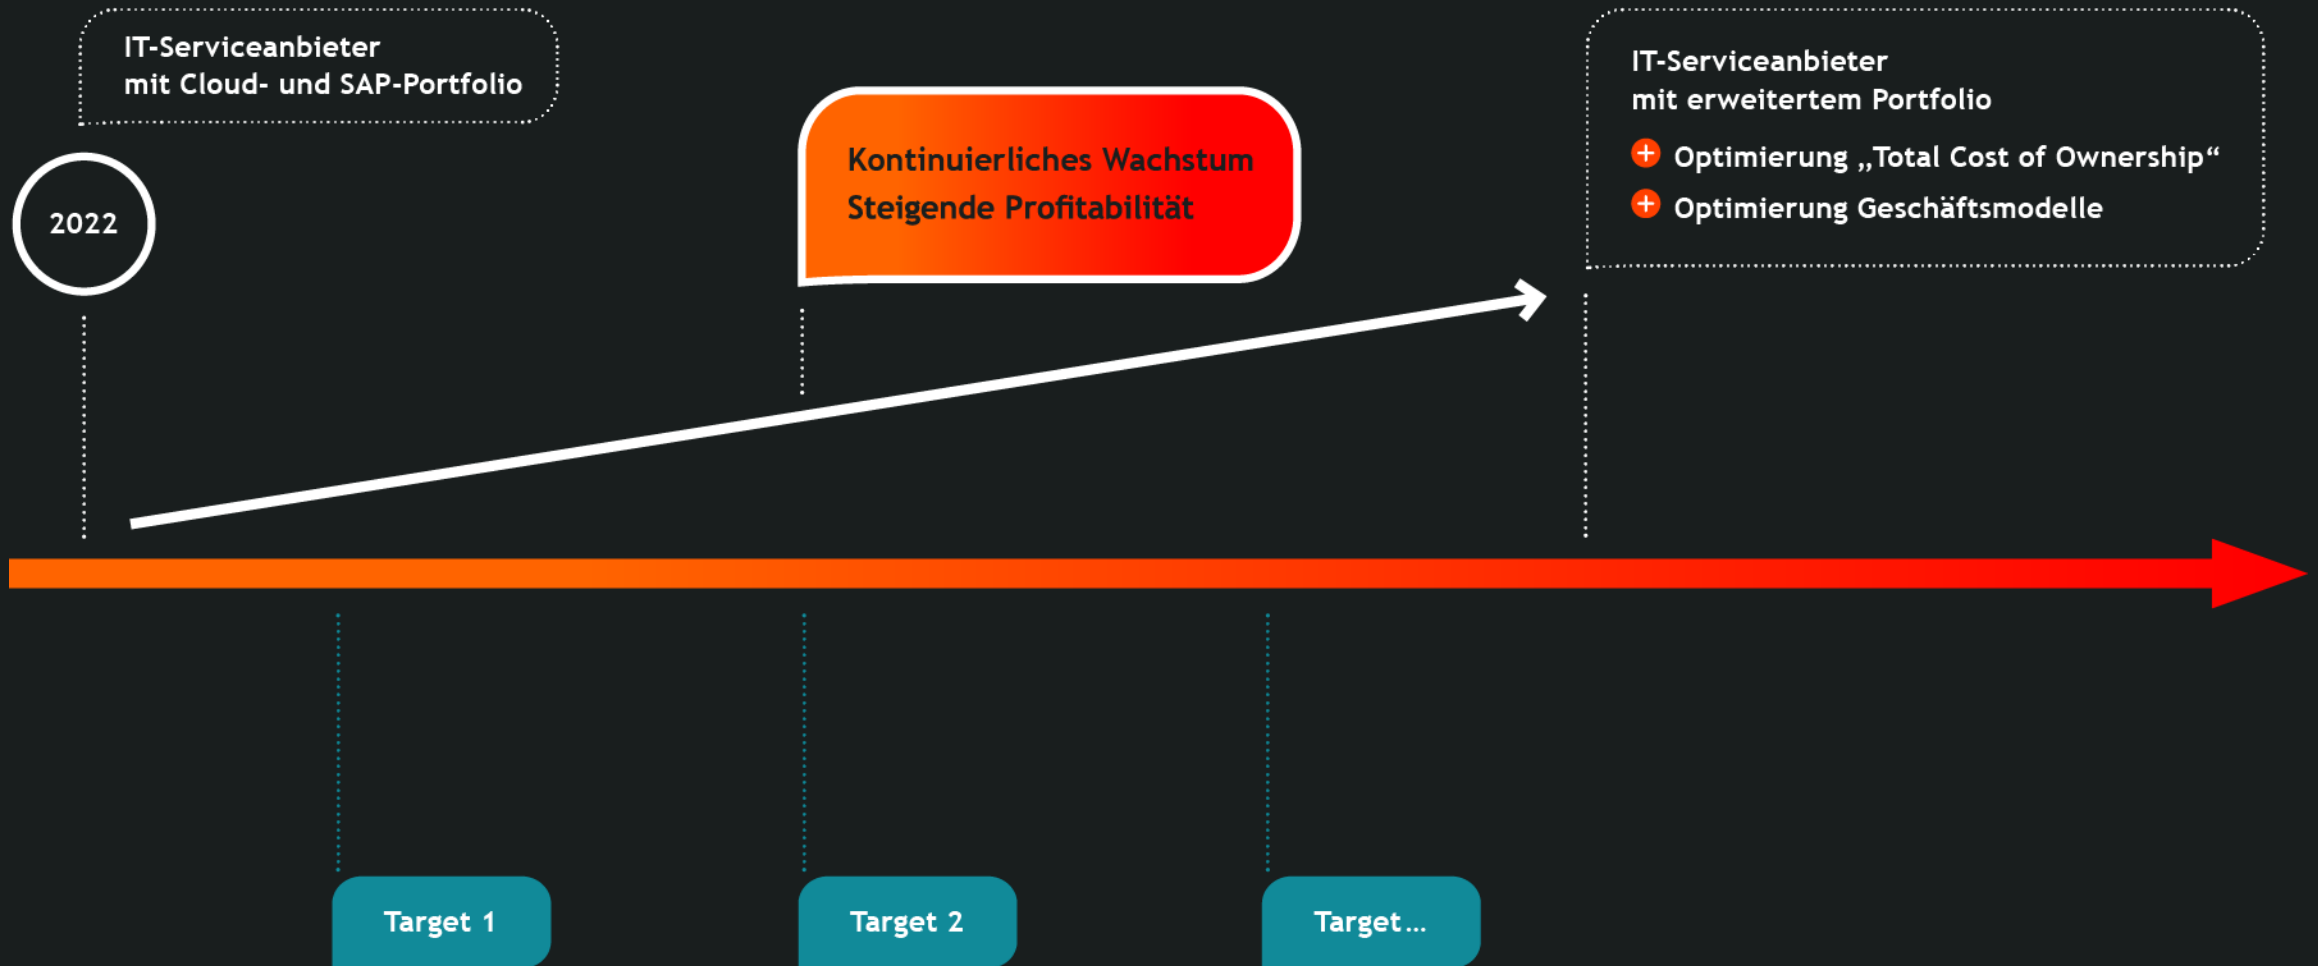 IT-Serviceanbieter
mit Cloud- und SAP-Portfolio
2022
Kontinuierliches Wachstum
Steigende Profitabilität
IT-Serviceanbieter
mit erweitertem Portfolio
Optimierung „Total Cost of Ownership“
Optimierung Geschäftsmodelle
Target 1
Target 2
Target…